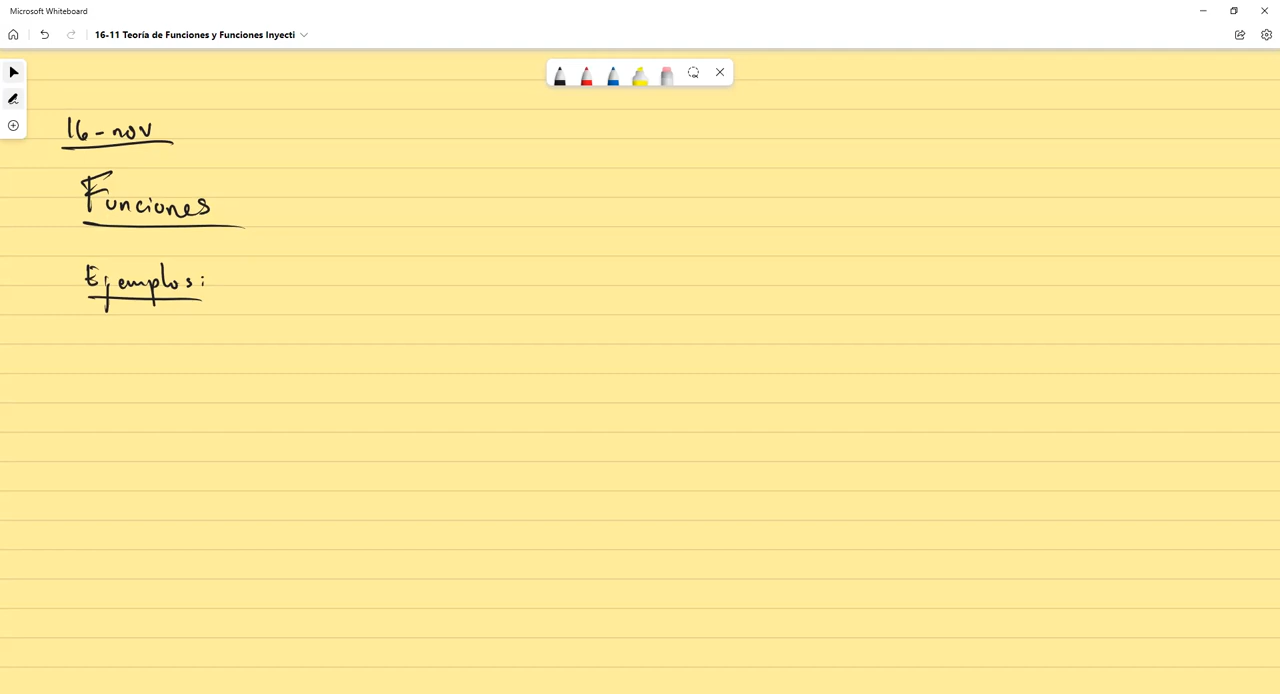 Microsoft Whiteboard
16-11 Teoría de Funciones y Funciones Inyecti
16-nov
Funciones
Ejemplos: